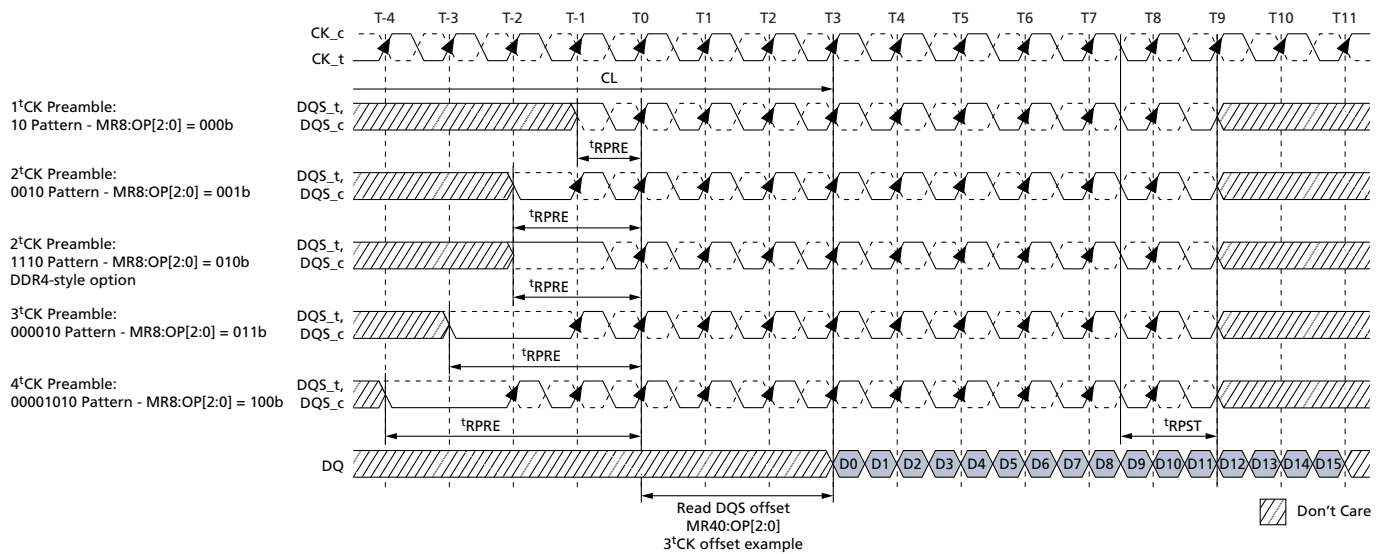 T-4 T-3 T-2 T-1 T0 T1 T2 T3 T4 T5 T6 T7 T8 T9 T10 T11
CK_c
CK_t
CL
1tCK Preamble:
10 Pattern - MR8:OP[2:0] = 000b
DQS_t,
DQS_c
tRPRE
2tCK Preamble:
0010 Pattern - MR8:OP[2:0] = 001b
DQS_t,
DQS_c
tRPRE
2tCK Preamble:
1110 Pattern - MR8:OP[2:0] = 010b
DDR4-style option
DQS_t,
DQS_c
tRPRE
3tCK Preamble:
000010 Pattern - MR8:OP[2:0] = 011b
DQS_t,
DQS_c
tRPRE
4tCK Preamble:
00001010 Pattern - MR8:OP[2:0] = 100b
DQS_t,
DQS_c
tRPRE
tRPST
DQ
D0 D1 D2 D3 D4 D5 D6 D7 D8 D9 D10 D11 D12 D13 D14 D15
Read DQS offset
MR40:OP[2:0]
3tCK offset example
Don't Care